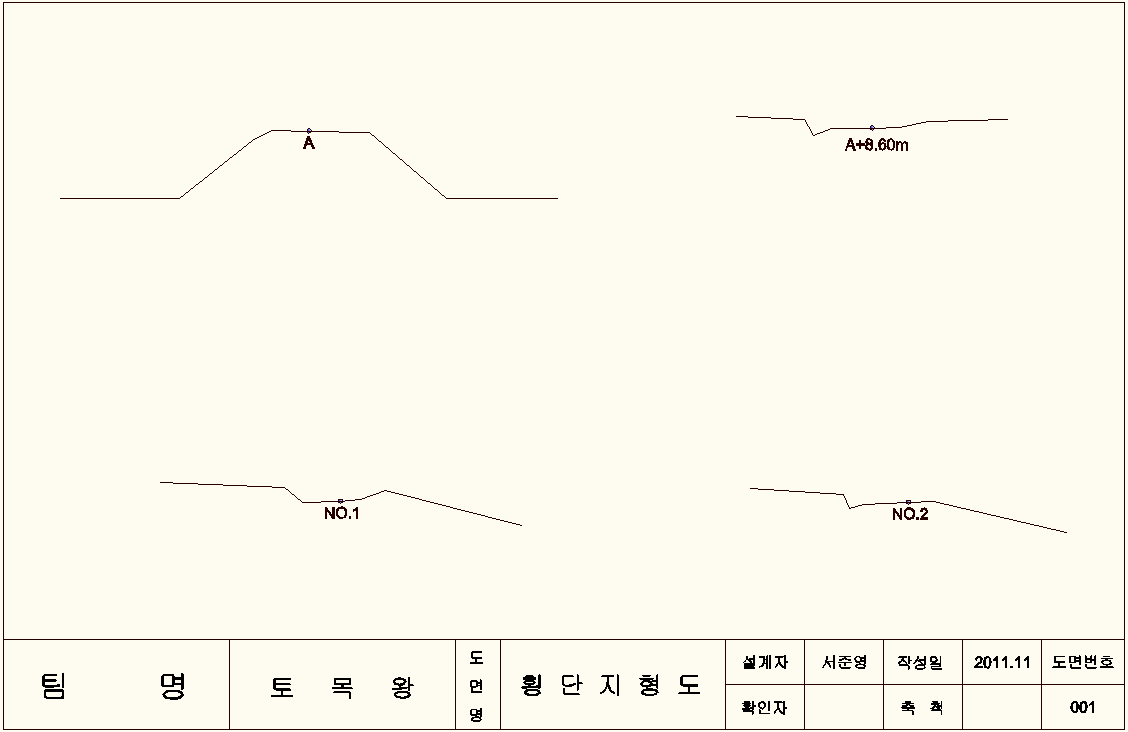 A
A+8.60m
NO.1
NO.2
팀 명
토 목 왕
도면명
횡 단 지 형 도
설계자
서준영
작성일
2011.11
도면번호
확인자
축 척
001